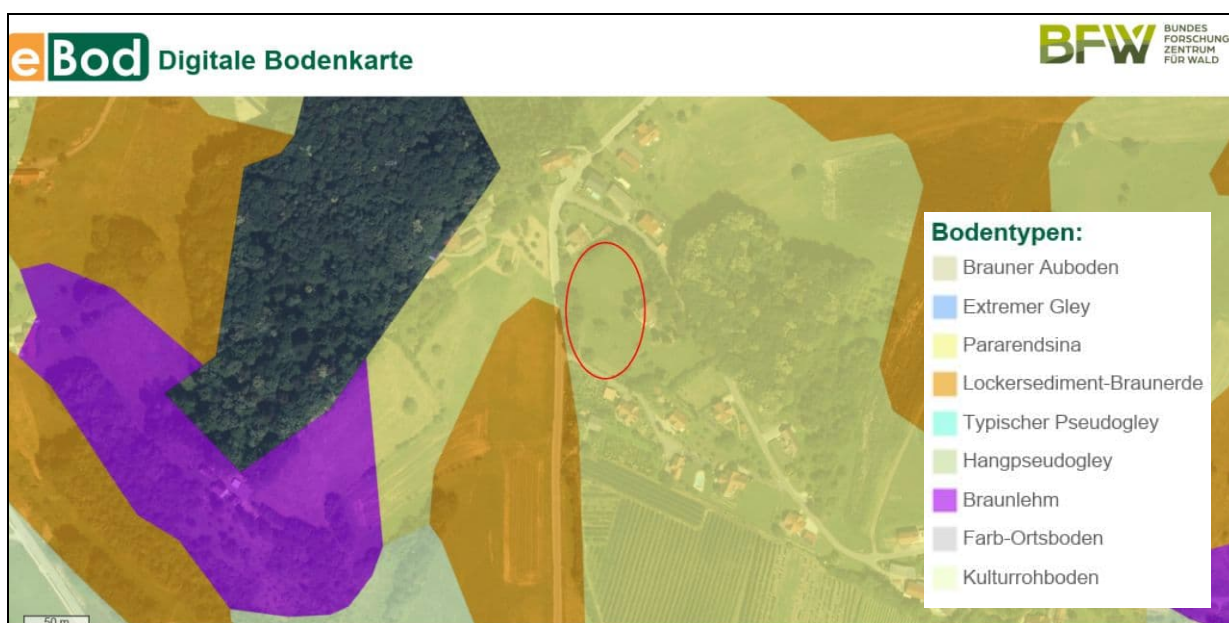 eBod Digitale Bodenkarte
BFW BUNDES
FORSCHUNG
ZENTRUM
FÜR WALD
Bodentypen:
Brauner Auboden
Extremer Gley
Pararendsina
Lockersediment-Braunerde
Typischer Pseudogley
Hangpseudogley
Braunlehm
Farb-Ortsboden
Kulturrohboden
50 m